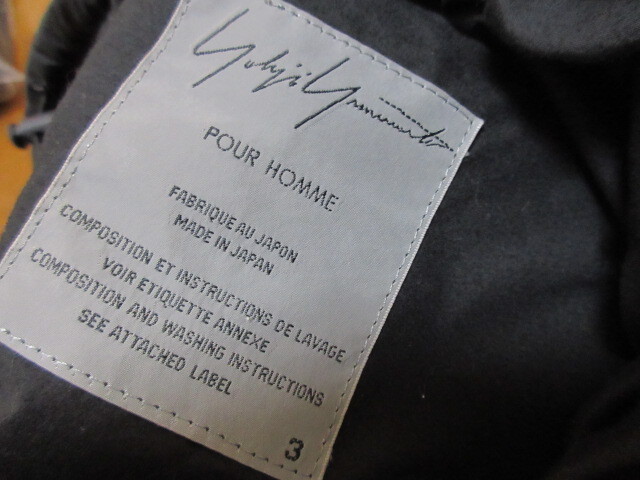 Yohji Yamamoto
POUR HOMME
FABRIQUE AU JAPON
MADE IN JAPAN
COMPOSITION ET INSTRUCTIONS DE LAVAGE
VOIR ETIQUETTE ANNEXE
COMPOSITION AND WASHING INSTRUCTIONS
SEE ATTACHED LABEL
3